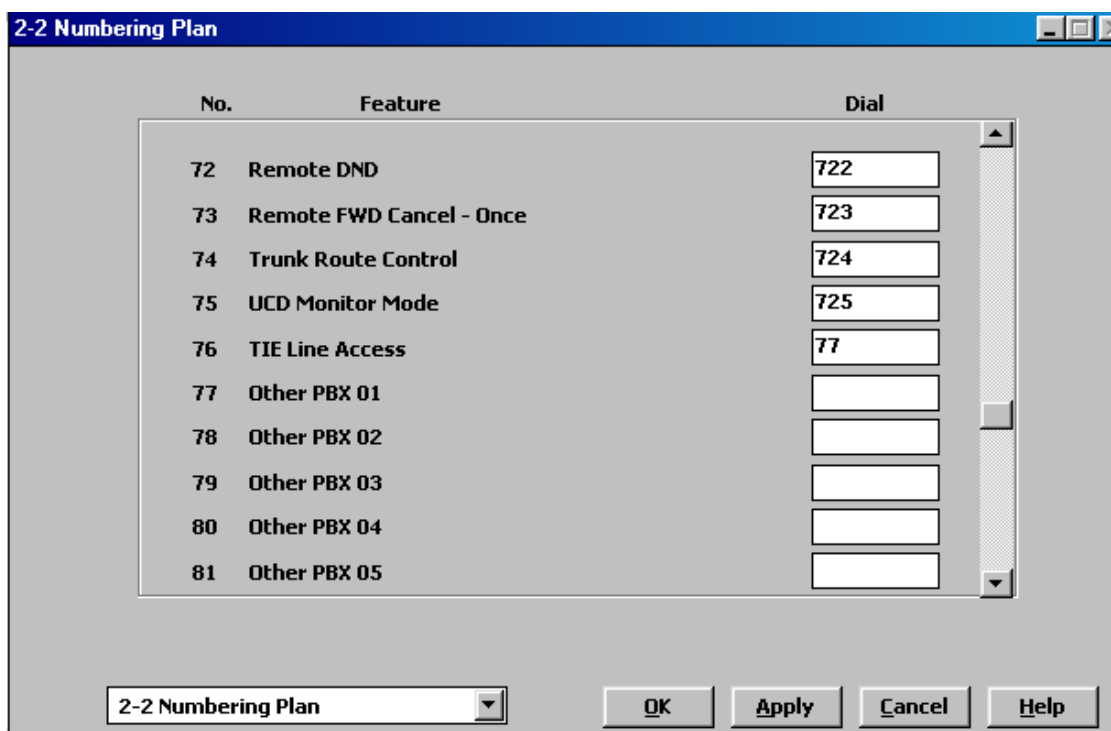 2-2 Numbering Plan
No. Feature Dial
72 Remote DND 722
73 Remote FWD Cancel - Once 723
74 Trunk Route Control 724
75 UCD Monitor Mode 725
76 TIE Line Access 77
77 Other PBX 01
78 Other PBX 02
79 Other PBX 03
80 Other PBX 04
81 Other PBX 05
2-2 Numbering Plan OK Apply Cancel Help